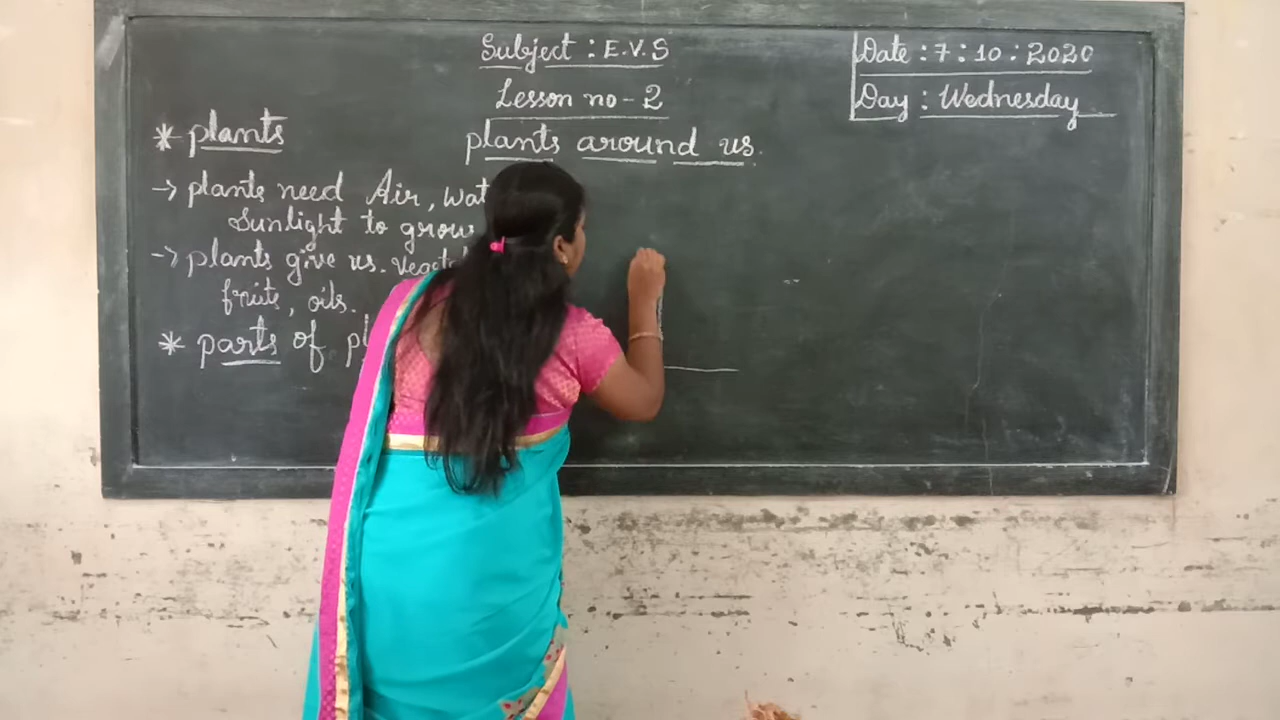 Subject : E.V.S
Lesson no - 2
plants around us.
Date : 7 : 10 : 2020
Day : Wednesday
* plants
→ plants need Air,
Sunlight to grow
→ plants give us.
fruits, oils.
* parts of